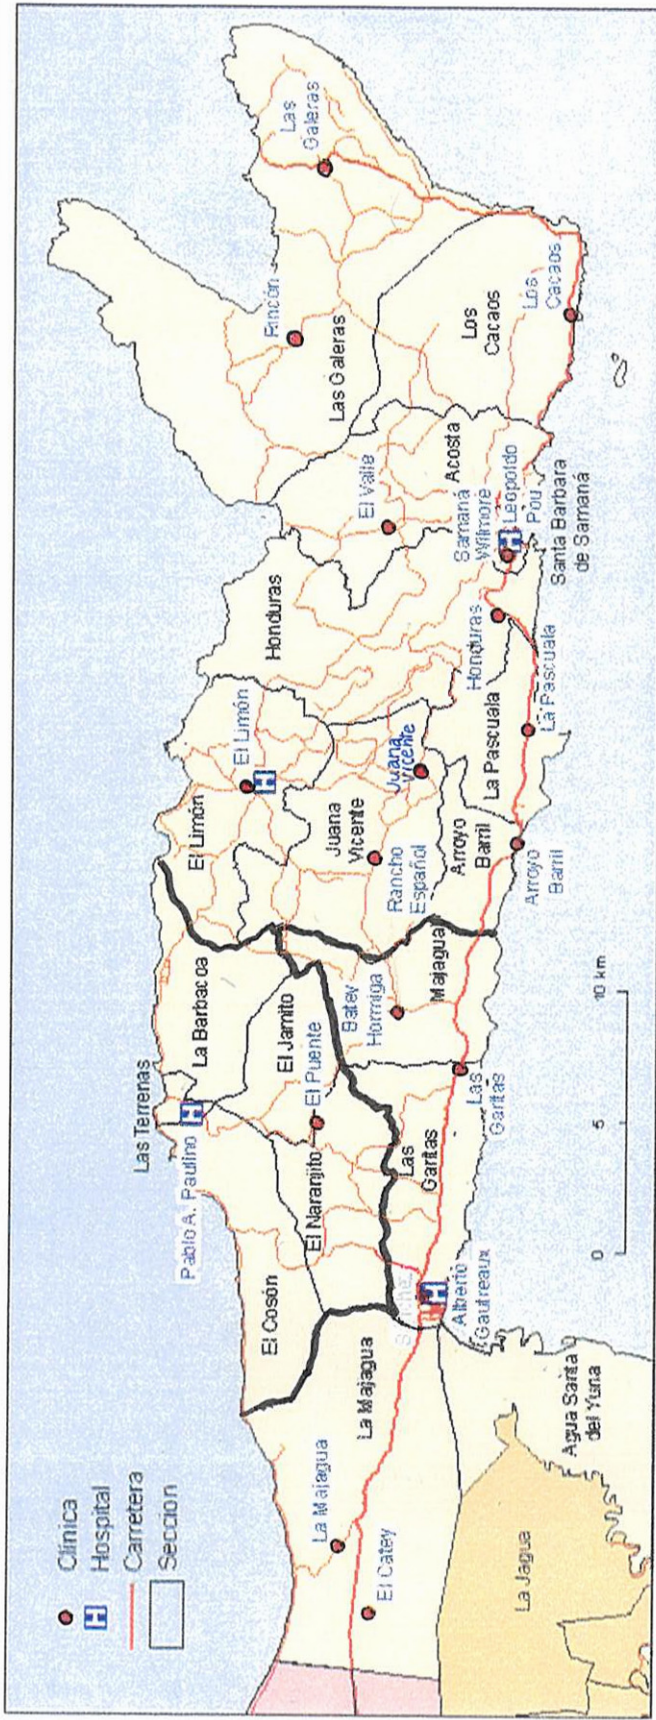 Clínica
Hospital
Carretera
Seccion
Las Terrenas
Pablo A. Paulino
La Barbacoa
El Limón
El Limón
Honduras
Rincón
Las
Galeras
Las Galeras
El Cosón
El Jamito
El Puente
El Naranjito
Juana
Vicente
Juana
Vicente
Rancho
Español
El Valle
Acosta
Los
Cacaos
Los
Cacaos
La Majagua
La Majagua
El Catey
Las
Garitas
Batey
Hormiga
Majagua
Arroyo
Barril
La Pascuala
Honduras
Samaná
Wilmore
Leopoldo
Pou
Santa Barbara
de Samaná
La Pascuala
Arroyo
Barril
Las
Garitas
Alberto
Gautreaux
Agua Santa
del Yuna
La Jagua
0 5 10 km